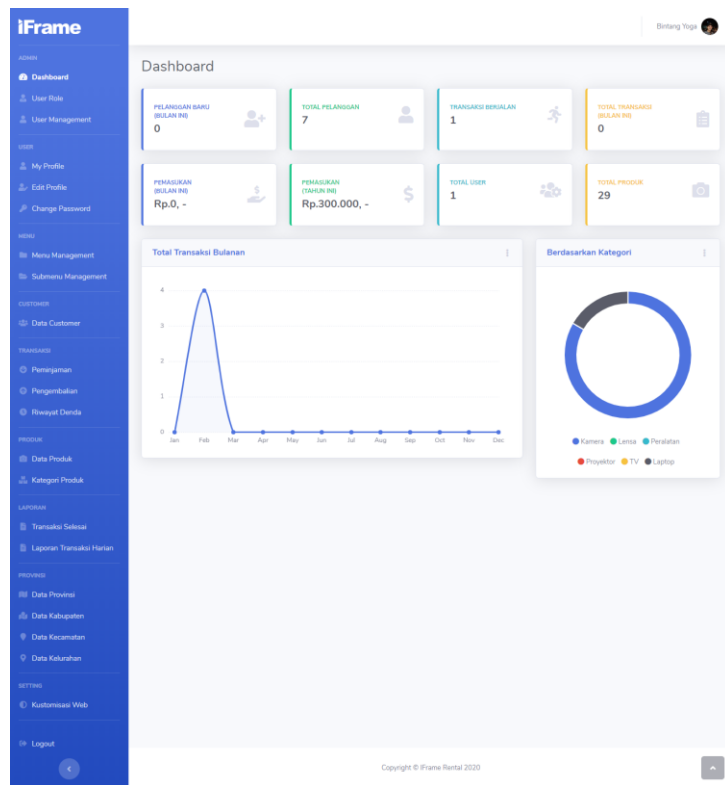 iFrame
ADMIN
Dashboard
User Role
User Management
USER
My Profile
Edit Profile
Change Password
MENU
Menu Management
Submenu Management
CUSTOMER
Data Customer
TRANSAKSI
Peminjaman
Pengembalian
Riwayat Denda
PRODUK
Data Produk
Kategori Produk
LAPORAN
Transaksi Selesai
Laporan Transaksi Harian
PROVINSI
Data Provinsi
Data Kabupaten
Data Kecamatan
Data Kelurahan
SETTING
Kustomisasi Web
Logout
Bintang Yoga
Dashboard
PELANGGAN BARU
(BULAN INI)
0
TOTAL PELANGGAN
7
TRANSAKSI BERJALAN
1
TOTAL TRANSAKSI
(BULAN INI)
0
PEMASUKAN
(BULAN INI)
Rp.0, -
PEMASUKAN
(TAHUN INI)
Rp.300.000, -
TOTAL USER
1
TOTAL PRODUK
29
Total Transaksi Bulanan
4
3
2
1
0
Jan Feb Mar Apr May Jun Jul Aug Sep Oct Nov Dec
Berdasarkan Kategori
Kamera Lensa Peralatan
Proyektor TV Laptop
Copyright © IFrame Rental 2020